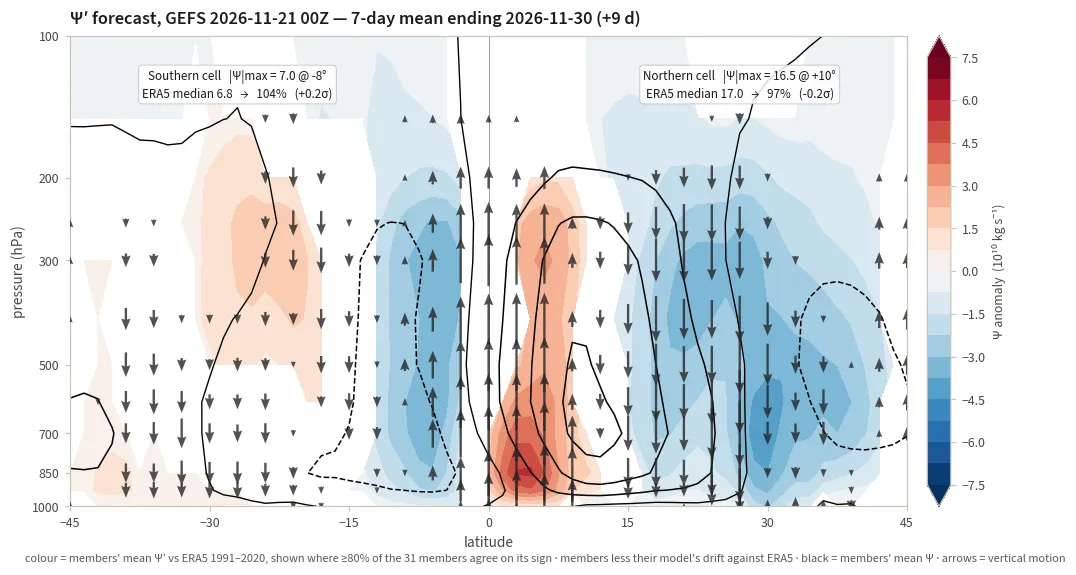 Ψ′ forecast, GEFS 2026-11-21 00Z — 7-day mean ending 2026-11-30 (+9 d)
100
200
300
400
500
700
850
1000
pressure (hPa)
Southern cell |Ψ|max = 7.0 @ -8°
ERA5 median 6.8 → 104% (+0.2σ)
Northern cell |Ψ|max = 16.5 @ +10°
ERA5 median 17.0 → 97% (-0.2σ)
−45
−30
−15
0
15
30
45
latitude
7.5
6.0
4.5
3.0
1.5
0.0
−1.5
−3.0
−4.5
−6.0
−7.5
Ψ anomaly (10¹⁰ kg s⁻¹)
colour = members' mean Ψ′ vs ERA5 1991–2020, shown where ≥80% of the 31 members agree on its sign · members less their model's drift against ERA5 · black = members' mean Ψ · arrows = vertical motion